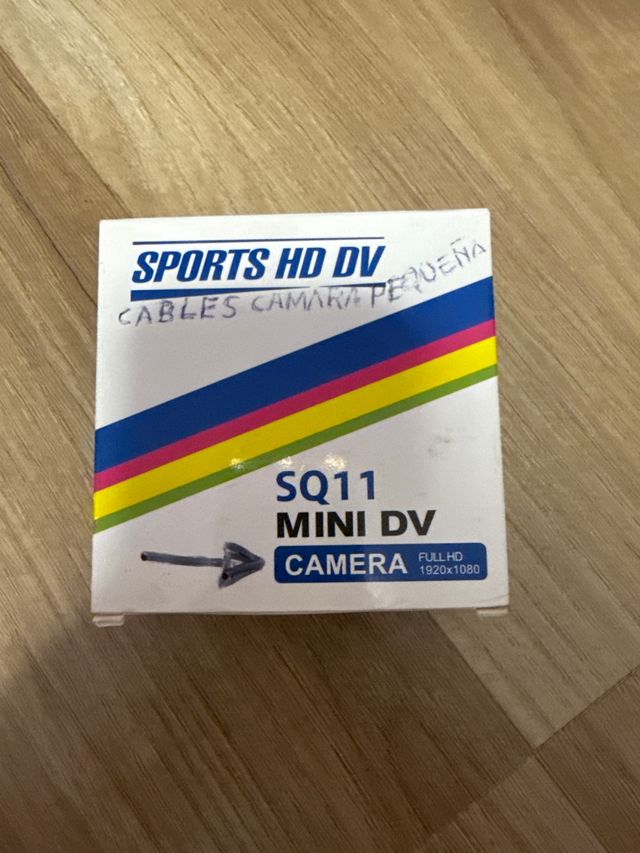 SPORTS HD DV
CABLES CAMARA PEQUEÑA
SQ11
MINI DV
CAMERA FULL HD
1920x1080